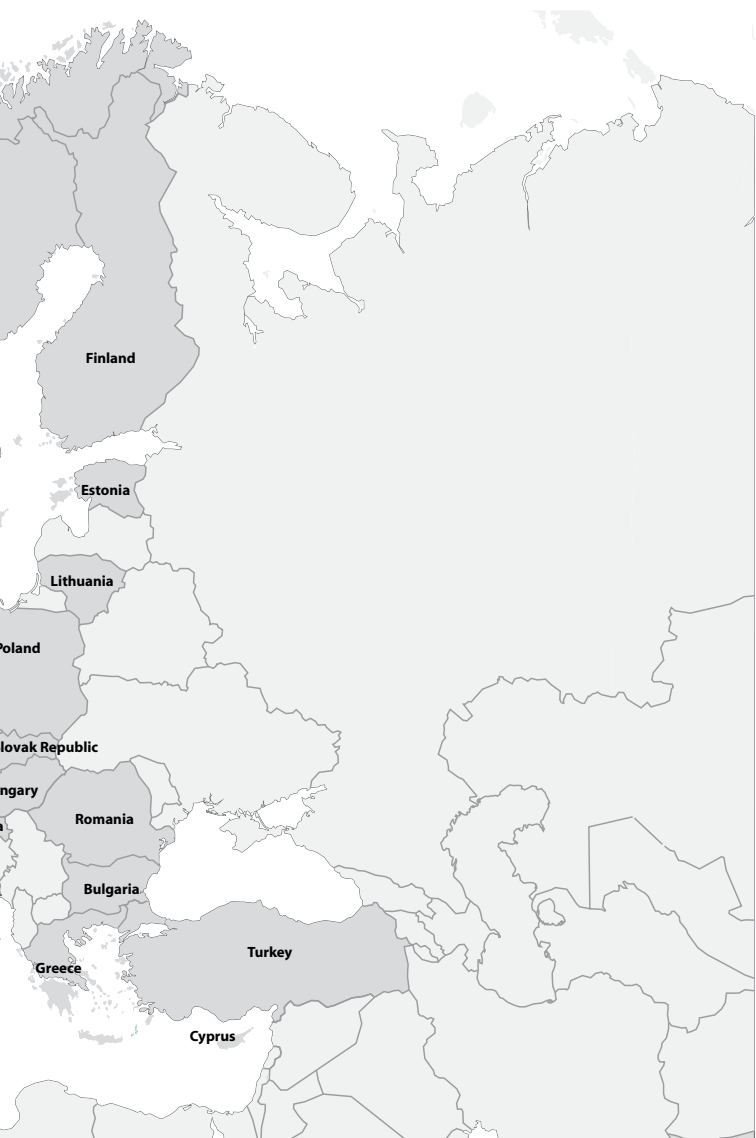 Finland
Estonia
Lithuania
Poland
lovak Republic
ngary
Romania
a
Bulgaria
Turkey
Greece
Cyprus